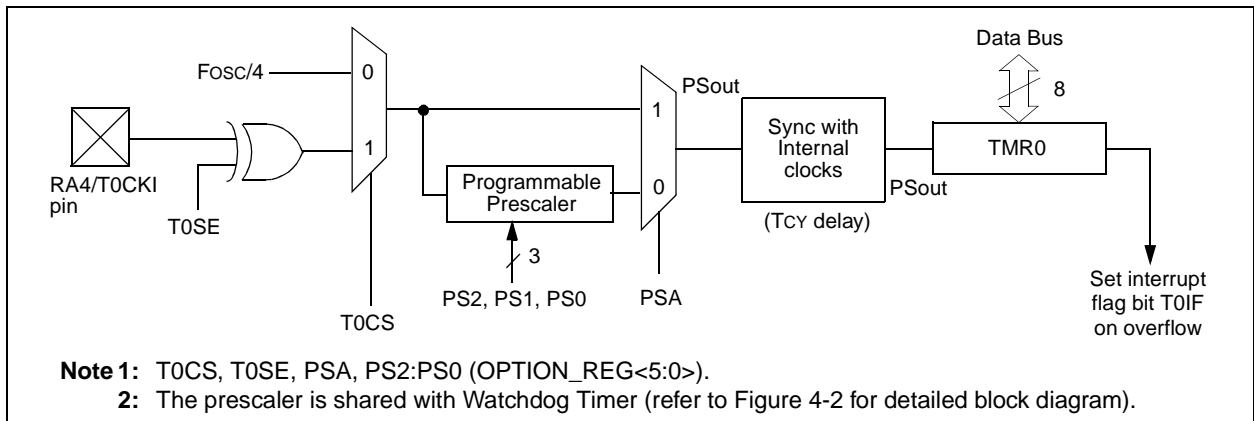 Data Bus
8
FOSC/4
0
1
RA4/T0CKI
pin
T0SE
T0CS
Programmable
Prescaler
3
PS2, PS1, PS0
1
0
PSA
PSout
Sync with
Internal
clocks
(TCY delay)
PSout
TMR0
Set interrupt
flag bit T0IF
on overflow
Note 1: T0CS, T0SE, PSA, PS2:PS0 (OPTION_REG<5:0>).
2: The prescaler is shared with Watchdog Timer (refer to Figure 4-2 for detailed block diagram).